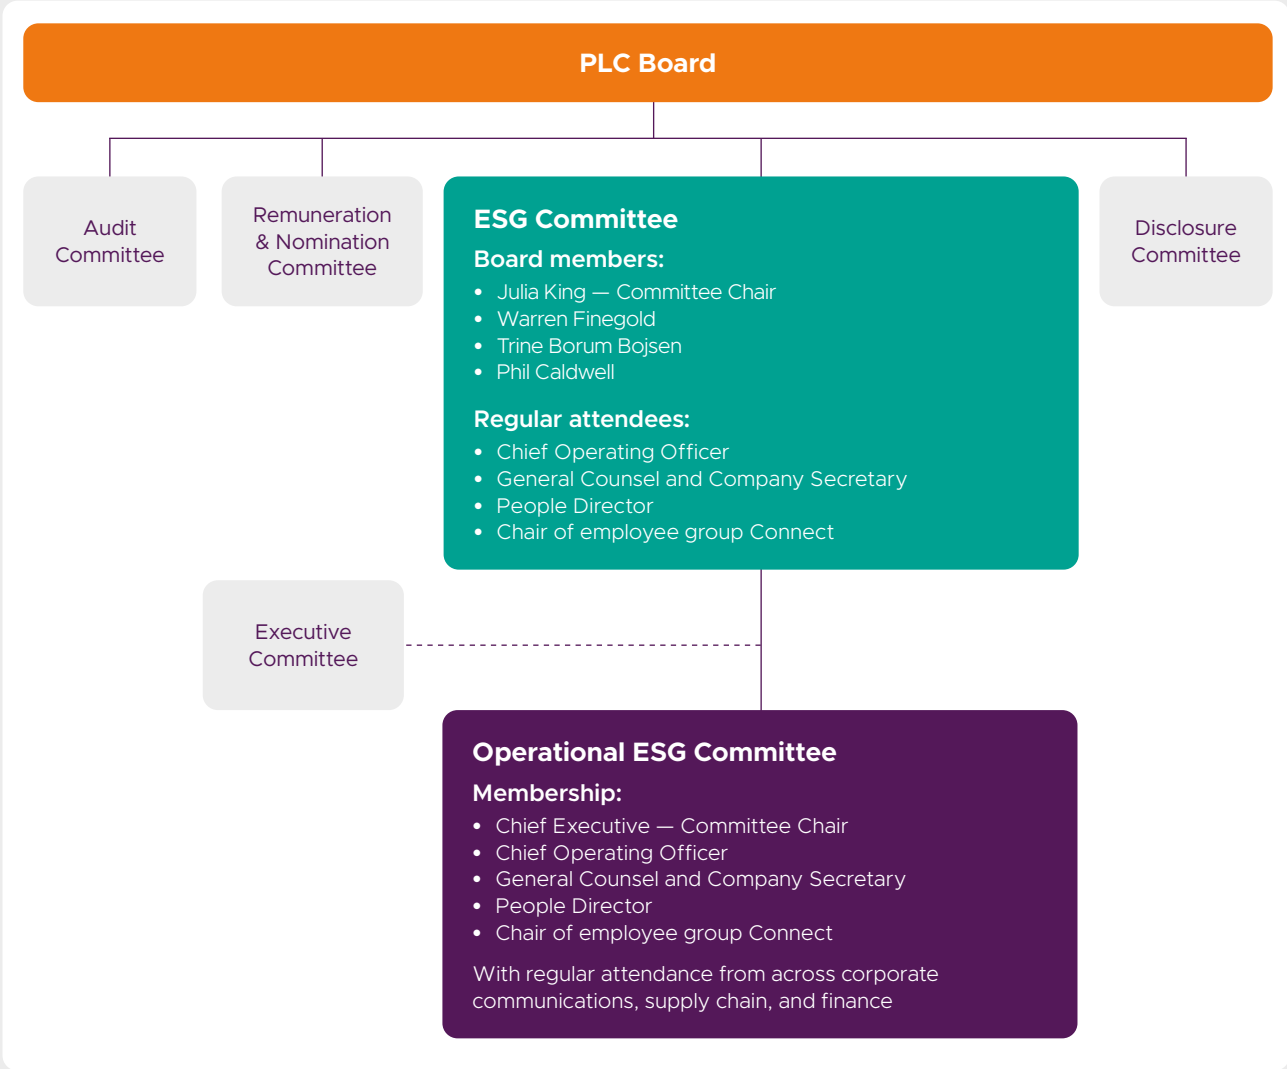 PLC Board
Audit
Committee
Remuneration
& Nomination
Committee
ESG Committee
Board members:
• Julia King — Committee Chair
• Warren Finegold
• Trine Borum Bojsen
• Phil Caldwell
Regular attendees:
• Chief Operating Officer
• General Counsel and Company Secretary
• People Director
• Chair of employee group Connect
Disclosure
Committee
Executive
Committee
Operational ESG Committee
Membership:
• Chief Executive — Committee Chair
• Chief Operating Officer
• General Counsel and Company Secretary
• People Director
• Chair of employee group Connect
With regular attendance from across corporate
communications, supply chain, and finance